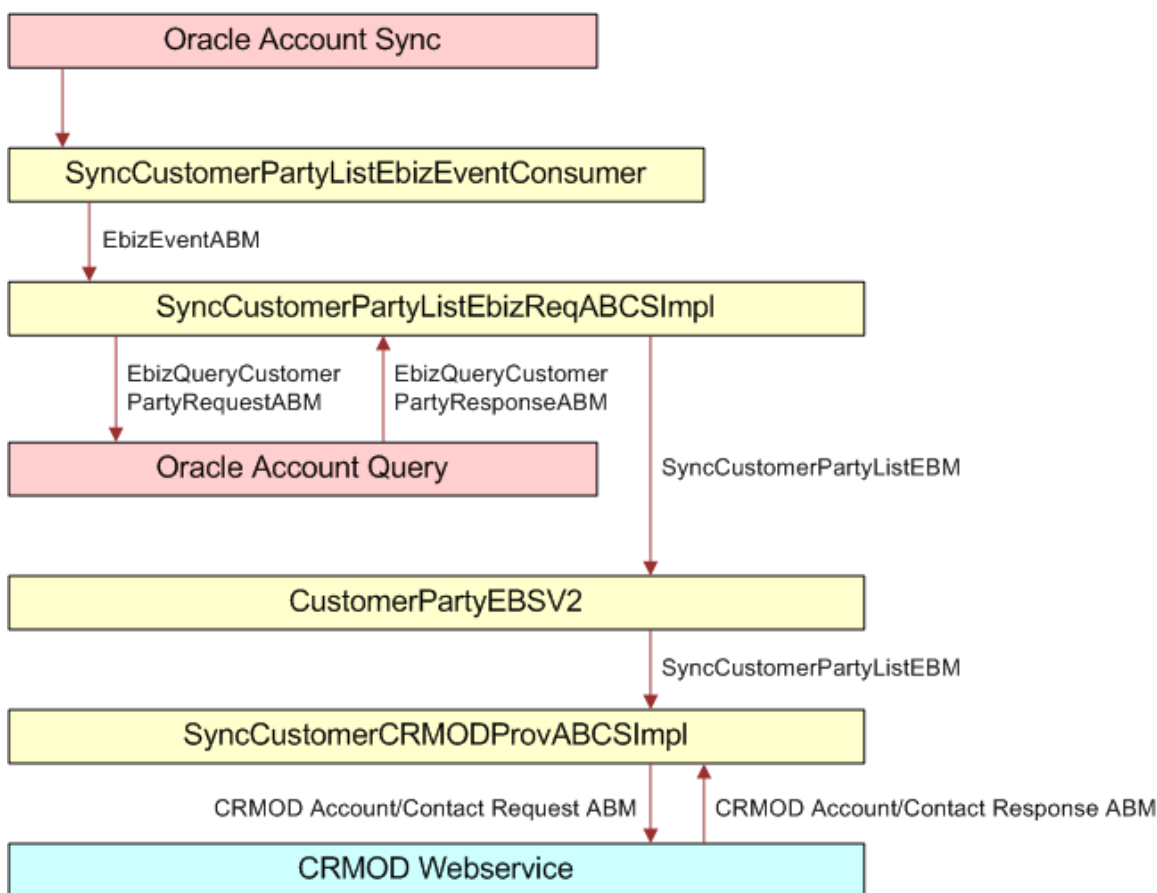 Oracle Account Sync
SyncCustomerPartyListEbizEventConsumer
EbizEventABM
SyncCustomerPartyListEbizReqABCSImpl
EbizQueryCustomer
PartyRequestABM
EbizQueryCustomer
PartyResponseABM
Oracle Account Query
SyncCustomerPartyListEBM
CustomerPartyEBSV2
SyncCustomerPartyListEBM
SyncCustomerCRMODProvABCSImpl
CRMOD Account/Contact Request ABM
CRMOD Account/Contact Response ABM
CRMOD Webservice